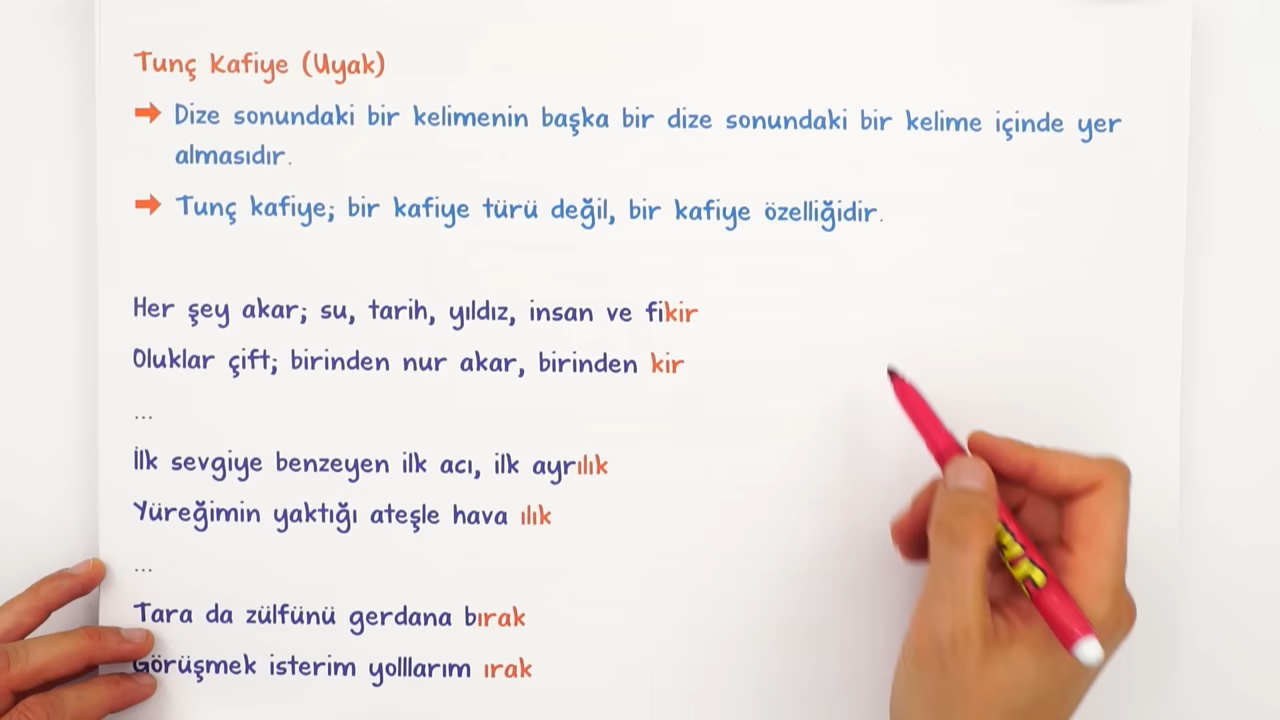 Tunç Kafiye (Uyak)
➡ Dize sonundaki bir kelimenin başka bir dize sonundaki bir kelime içinde yer
almasıdır.
➡ Tunç kafiye; bir kafiye türü değil, bir kafiye özelliğidir.
Her şey akar; su, tarih, yıldız, insan ve fikir
Oluklar çift; birinden nur akar, birinden kir
...
İlk sevgiye benzeyen ilk acı, ilk ayrılık
Yüreğimin yaktığı ateşle hava ılık
...
Tara da zülfünü gerdana bırak
Görüşmek isterim yolllarım ırak